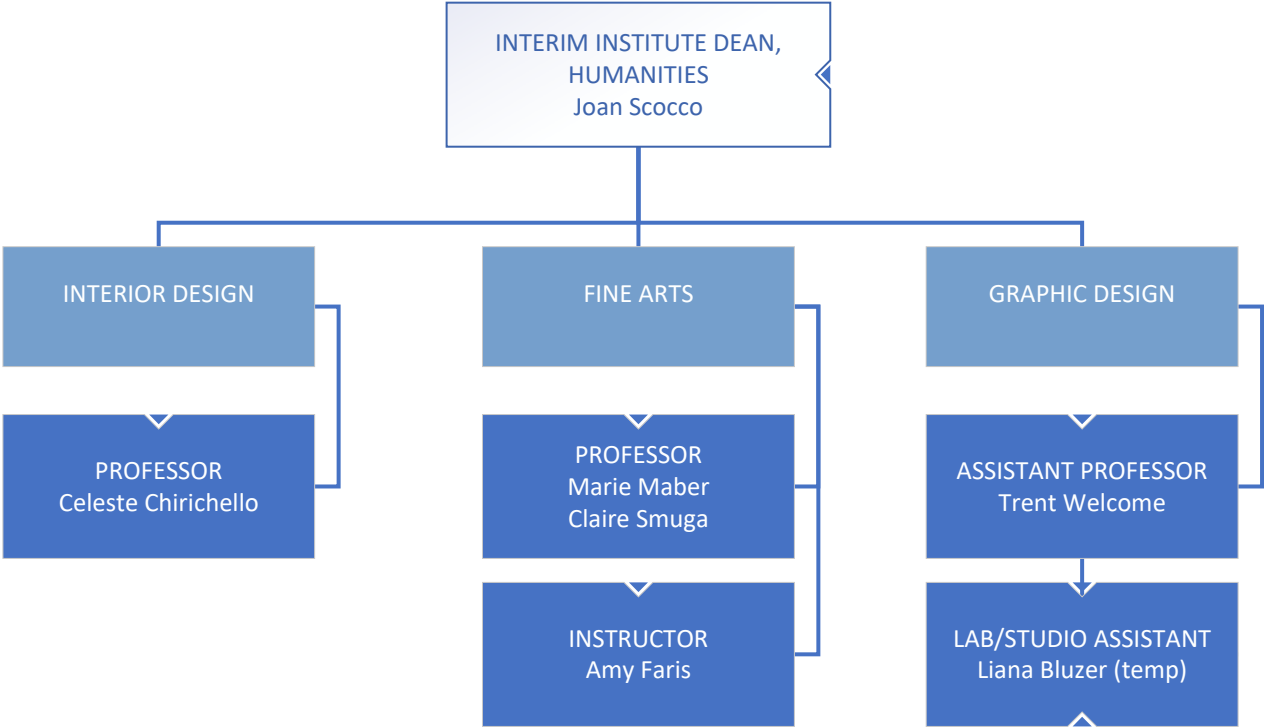 INTERIM INSTITUTE DEAN,
HUMANITIES
Joan Scocco
INTERIOR DESIGN
FINE ARTS
GRAPHIC DESIGN
PROFESSOR
Celeste Chirichello
PROFESSOR
Marie Maber
Claire Smuga
ASSISTANT PROFESSOR
Trent Welcome
INSTRUCTOR
Amy Faris
LAB/STUDIO ASSISTANT
Liana Bluzer (temp)